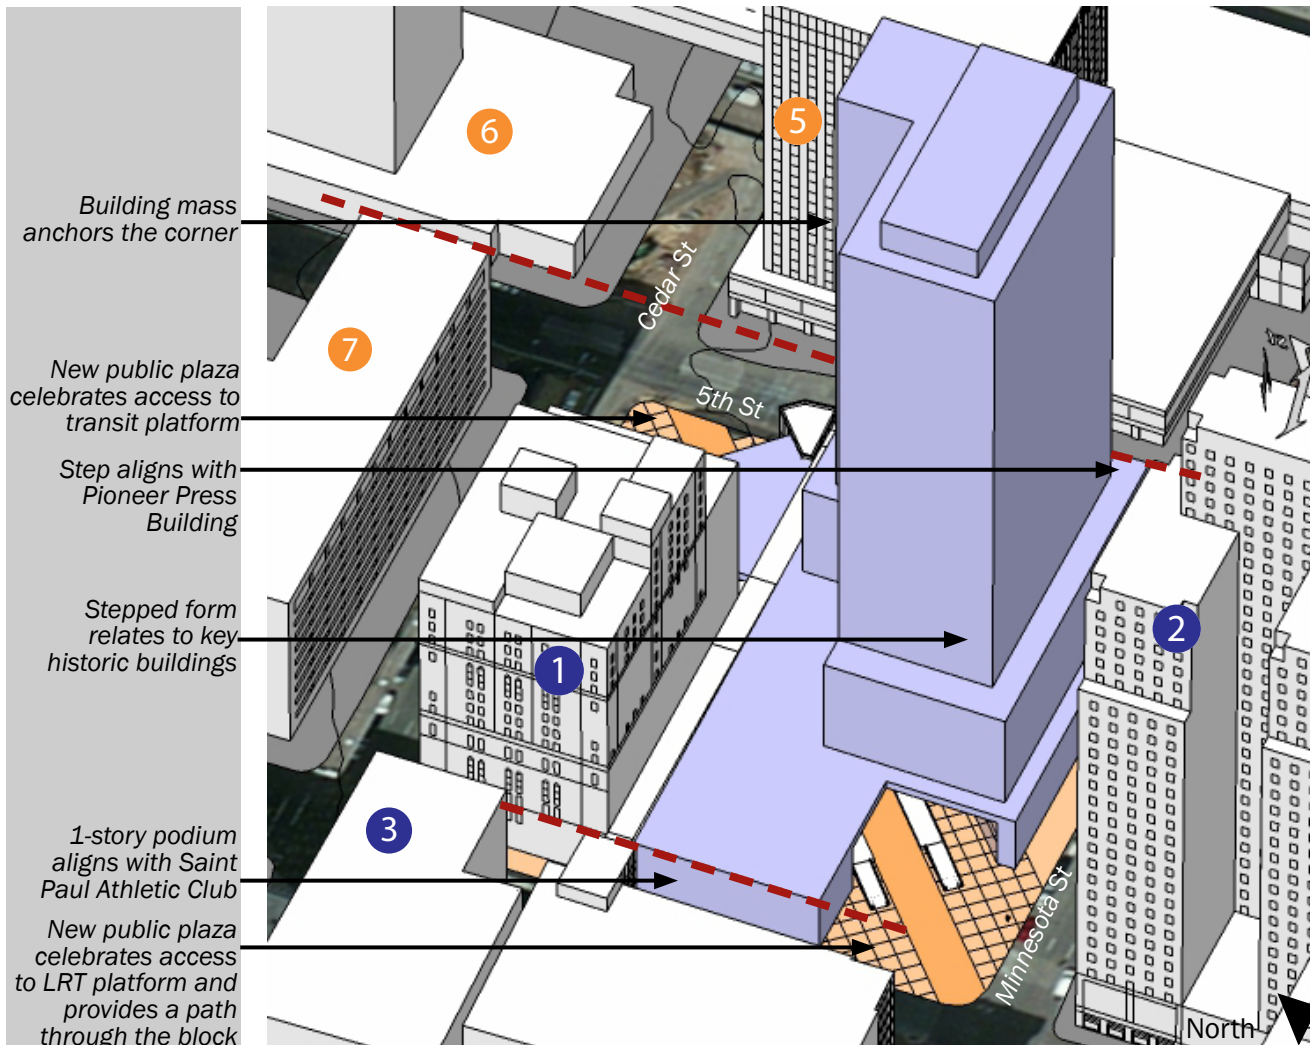 Building mass
anchors the corner
New public plaza
celebrates access to
transit platform
Step aligns with
Pioneer Press
Building
Stepped form
relates to key
historic buildings
1-story podium
aligns with Saint
Paul Athletic Club
New public plaza
celebrates access
to LRT platform and
provides a path
through the block
6
5
7
1
2
3
Cedar St
5th St
Minnesota St
North